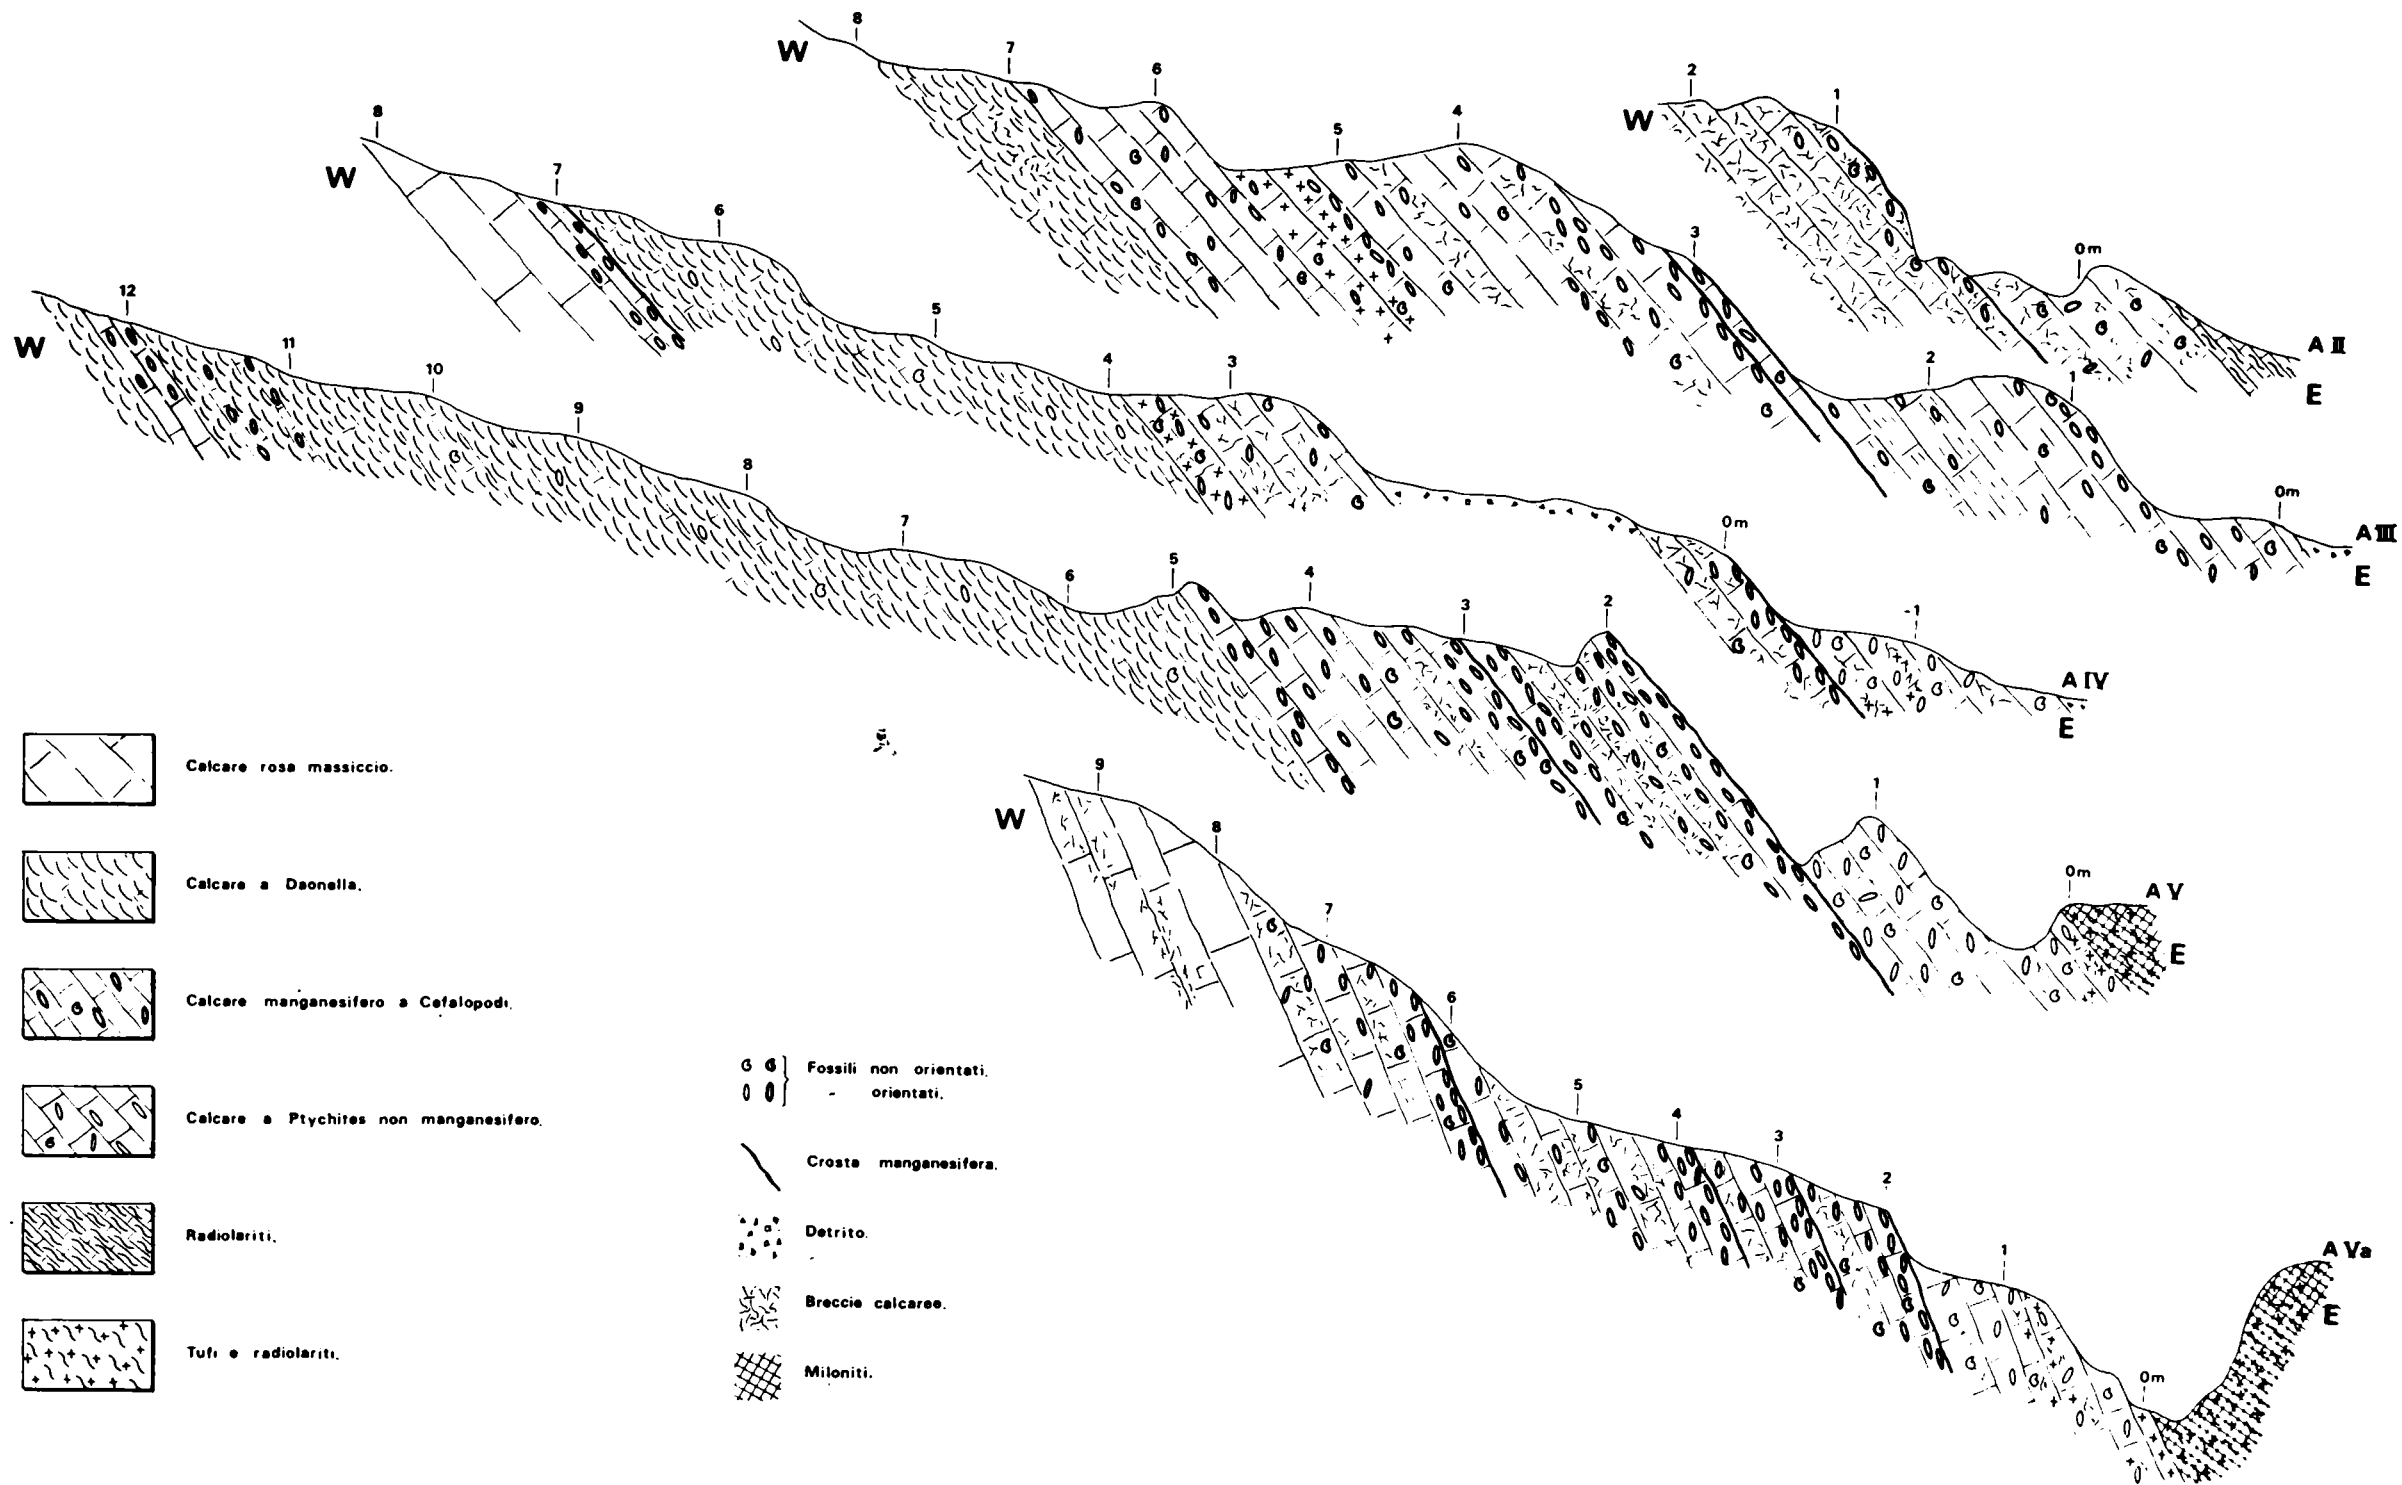 8
W
7
6
5
4
3
2
1
0m
A III
E
W
2
1
0m
A II
E
8
W
7
6
5
4
3
0m
-1
A IV
E
12
W
11
10
9
8
7
6
5
4
3
2
1
0m
A V
E
9
W
8
7
6
5
4
3
2
1
0m
A Va
E
Calcare rosa massiccio.
Calcare a Daonella.
Calcare manganesifero a Cefalopodi.
Calcare a Ptychites non manganesifero.
Radiolariti.
Tufi e radiolariti.
Fossili non orientati.
" orientati.
Crosta manganesifera.
Detrito.
Breccie calcaree.
Miloniti.